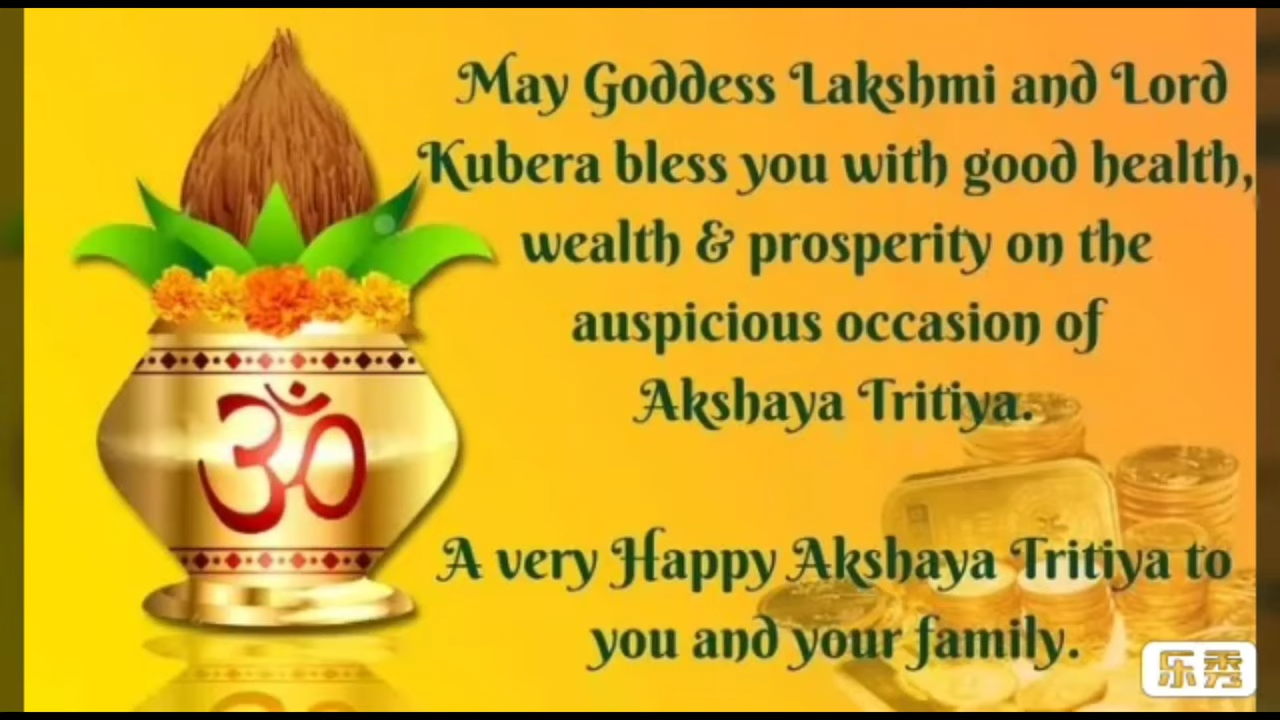 May Goddess Lakshmi and Lord
Kubera bless you with good health,
wealth & prosperity on the
auspicious occasion of
Akshaya Tritiya.
A very Happy Akshaya Tritiya to
you and your family.
ॐ
乐秀